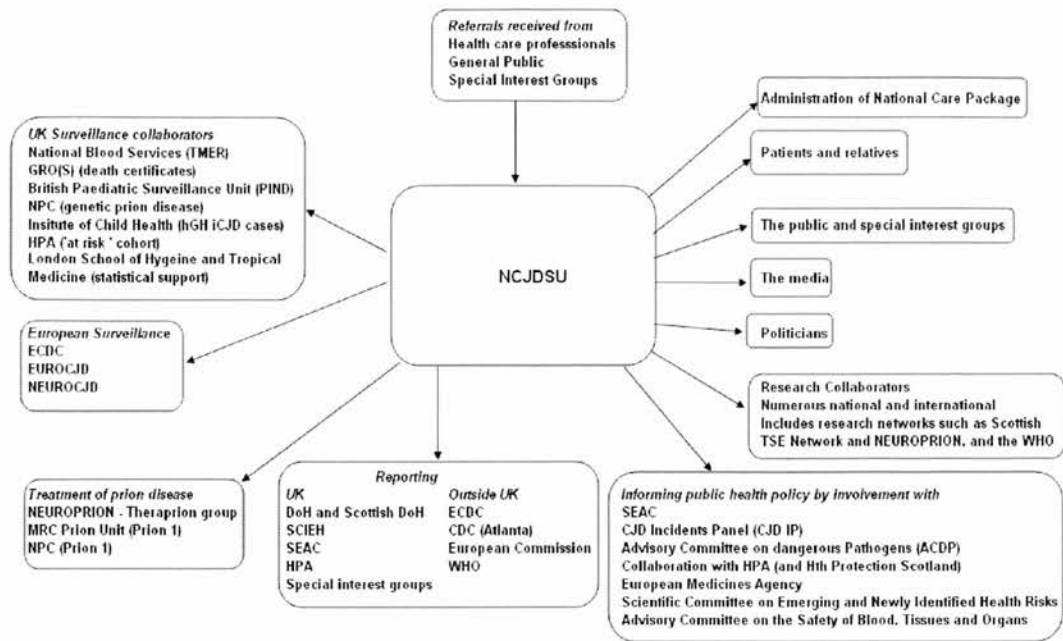 Referrals received from
Health care professsionals
General Public
Special Interest Groups
UK Surveillance collaborators
National Blood Services (TMER)
GRO(S) (death certificates)
British Paediatric Surveillance Unit (PIND)
NPC (genetic prion disease)
Insitute of Child Health (hGH iCJD cases)
HPA ('at risk ' cohort)
London School of Hygeine and Tropical
Medicine (statistical support)
European Surveillance
ECDC
EUROCJD
NEUROCJD
NCJDSU
Administration of National Care Package
Patients and relatives
The public and special interest groups
The media
Politicians
Research Collaborators
Numerous national and international
Includes research networks such as Scottish
TSE Network and NEUROPRION, and the WHO
Treatment of prion disease
NEUROPRION - Theraprion group
MRC Prion Unit (Prion 1)
NPC (Prion 1)
Reporting
UK
DoH and Scottish DoH
SCIEH
SEAC
HPA
Special interest groups
Outside UK
ECDC
CDC (Atlanta)
European Commission
WHO
Informing public health policy by involvement with
SEAC
CJD Incidents Panel (CJD IP)
Advisory Committee on dangerous Pathogens (ACDP)
Collaboration with HPA (and Hth Protection Scotland)
European Medicines Agency
Scientific Committee on Emerging and Newly Identified Health Risks
Advisory Committee on the Safety of Blood, Tissues and Organs